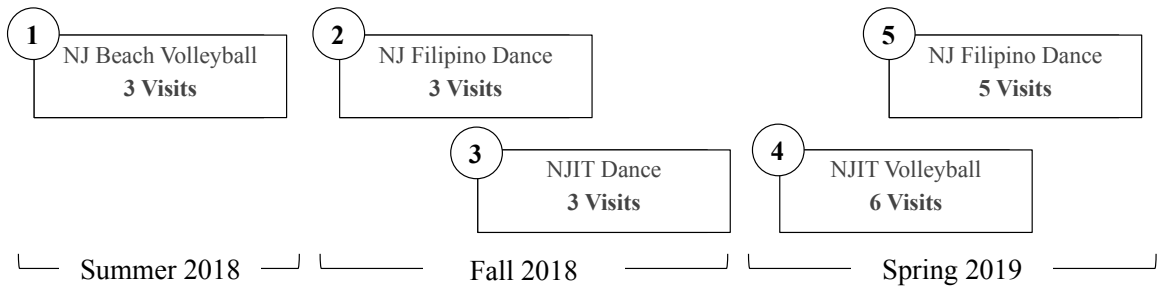 1
NJ Beach Volleyball
3 Visits
2
NJ Filipino Dance
3 Visits
3
NJIT Dance
3 Visits
4
NJIT Volleyball
6 Visits
5
NJ Filipino Dance
5 Visits
Summer 2018
Fall 2018
Spring 2019